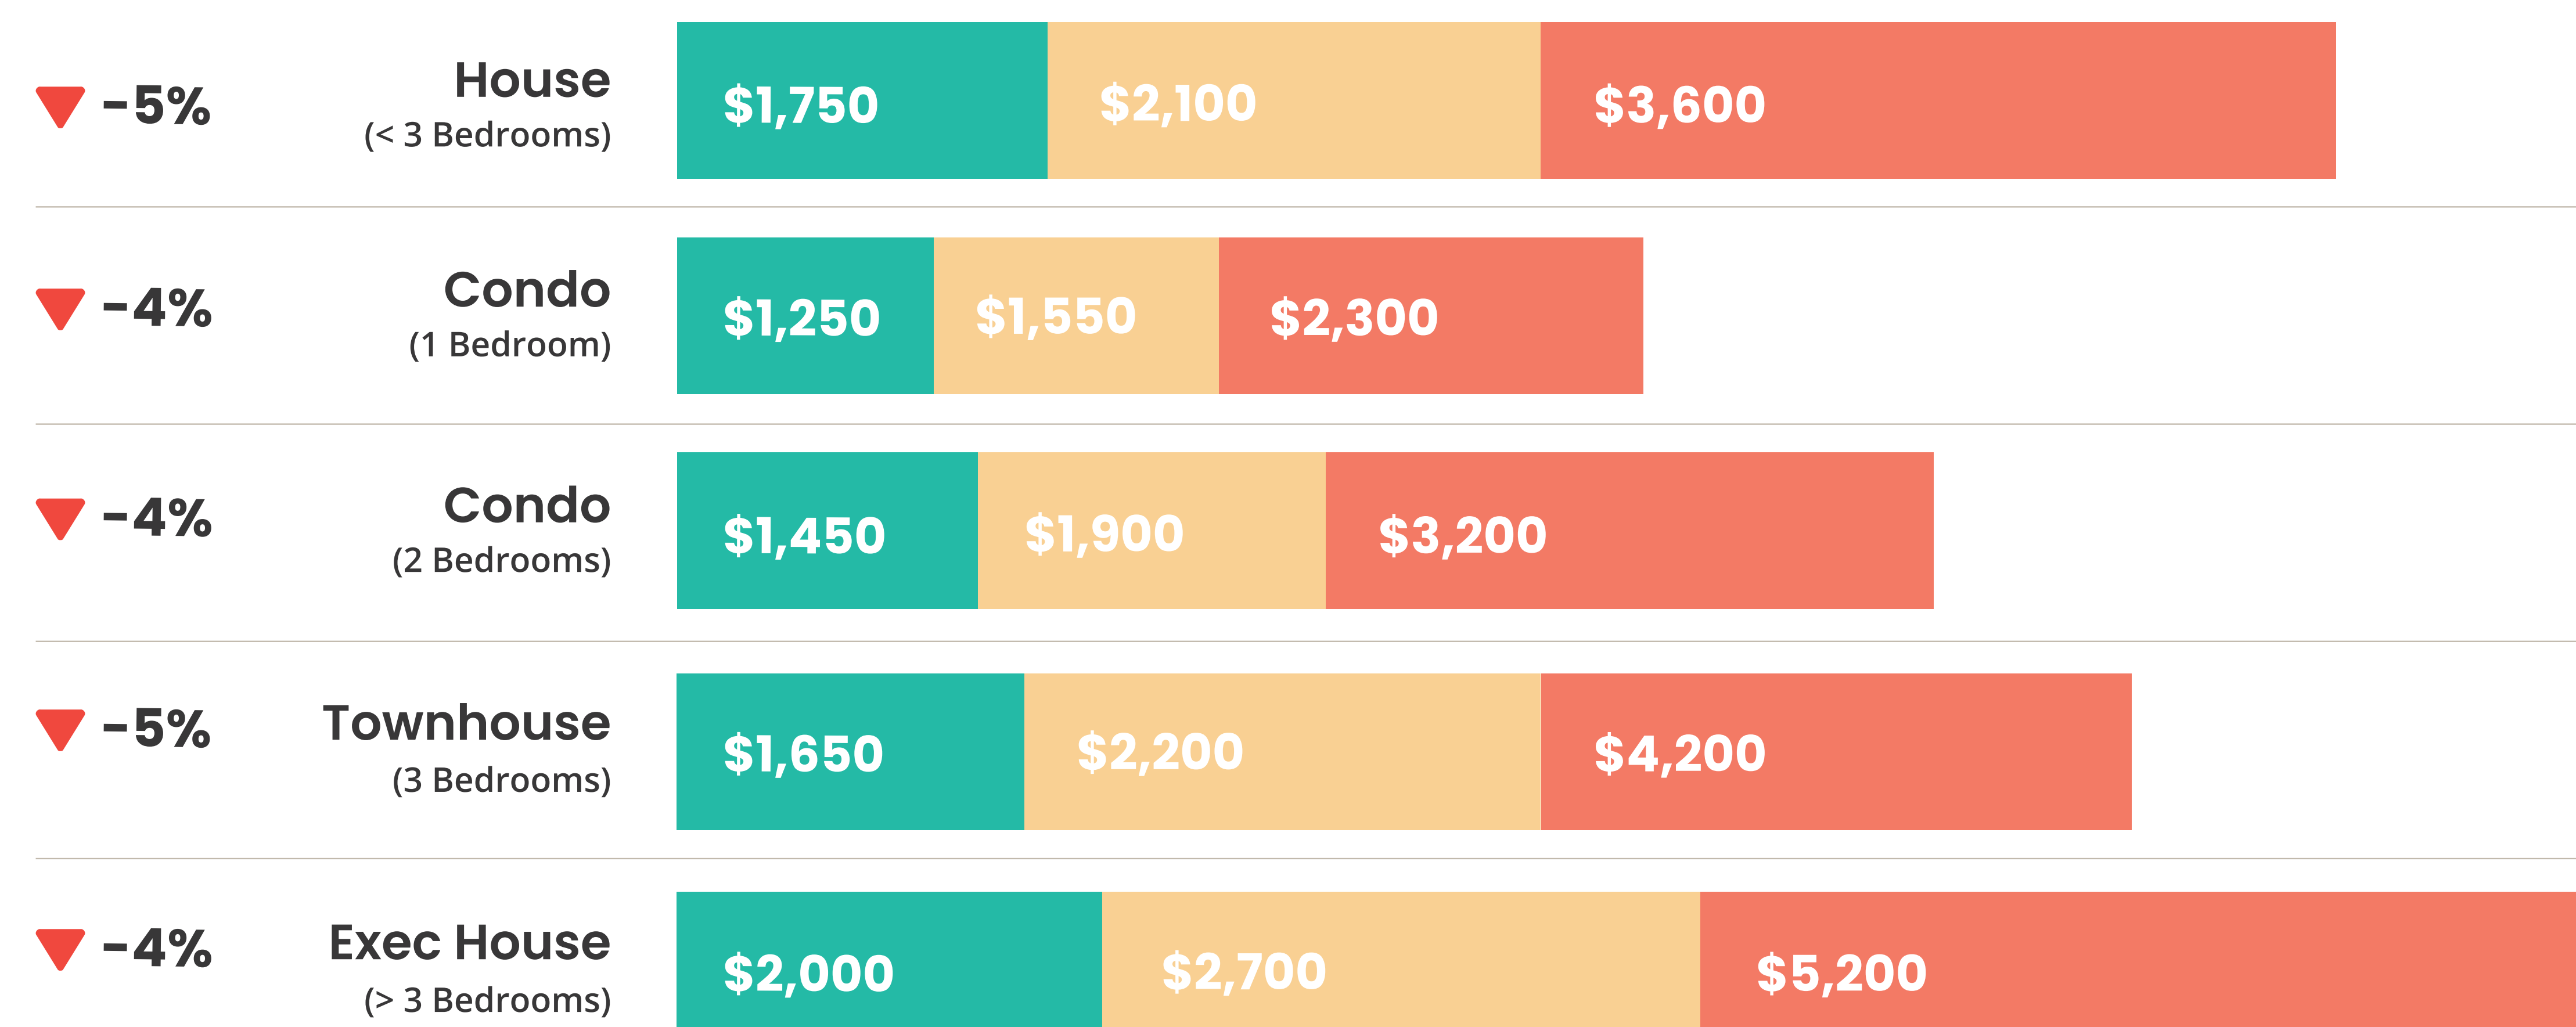 -5%
House
(< 3 Bedrooms)
$1,750
$2,100
$3,600
-4%
Condo
(1 Bedroom)
$1,250
$1,550
$2,300
-4%
Condo
(2 Bedrooms)
$1,450
$1,900
$3,200
-5%
Townhouse
(3 Bedrooms)
$1,650
$2,200
$4,200
-4%
Exec House
(> 3 Bedrooms)
$2,000
$2,700
$5,200